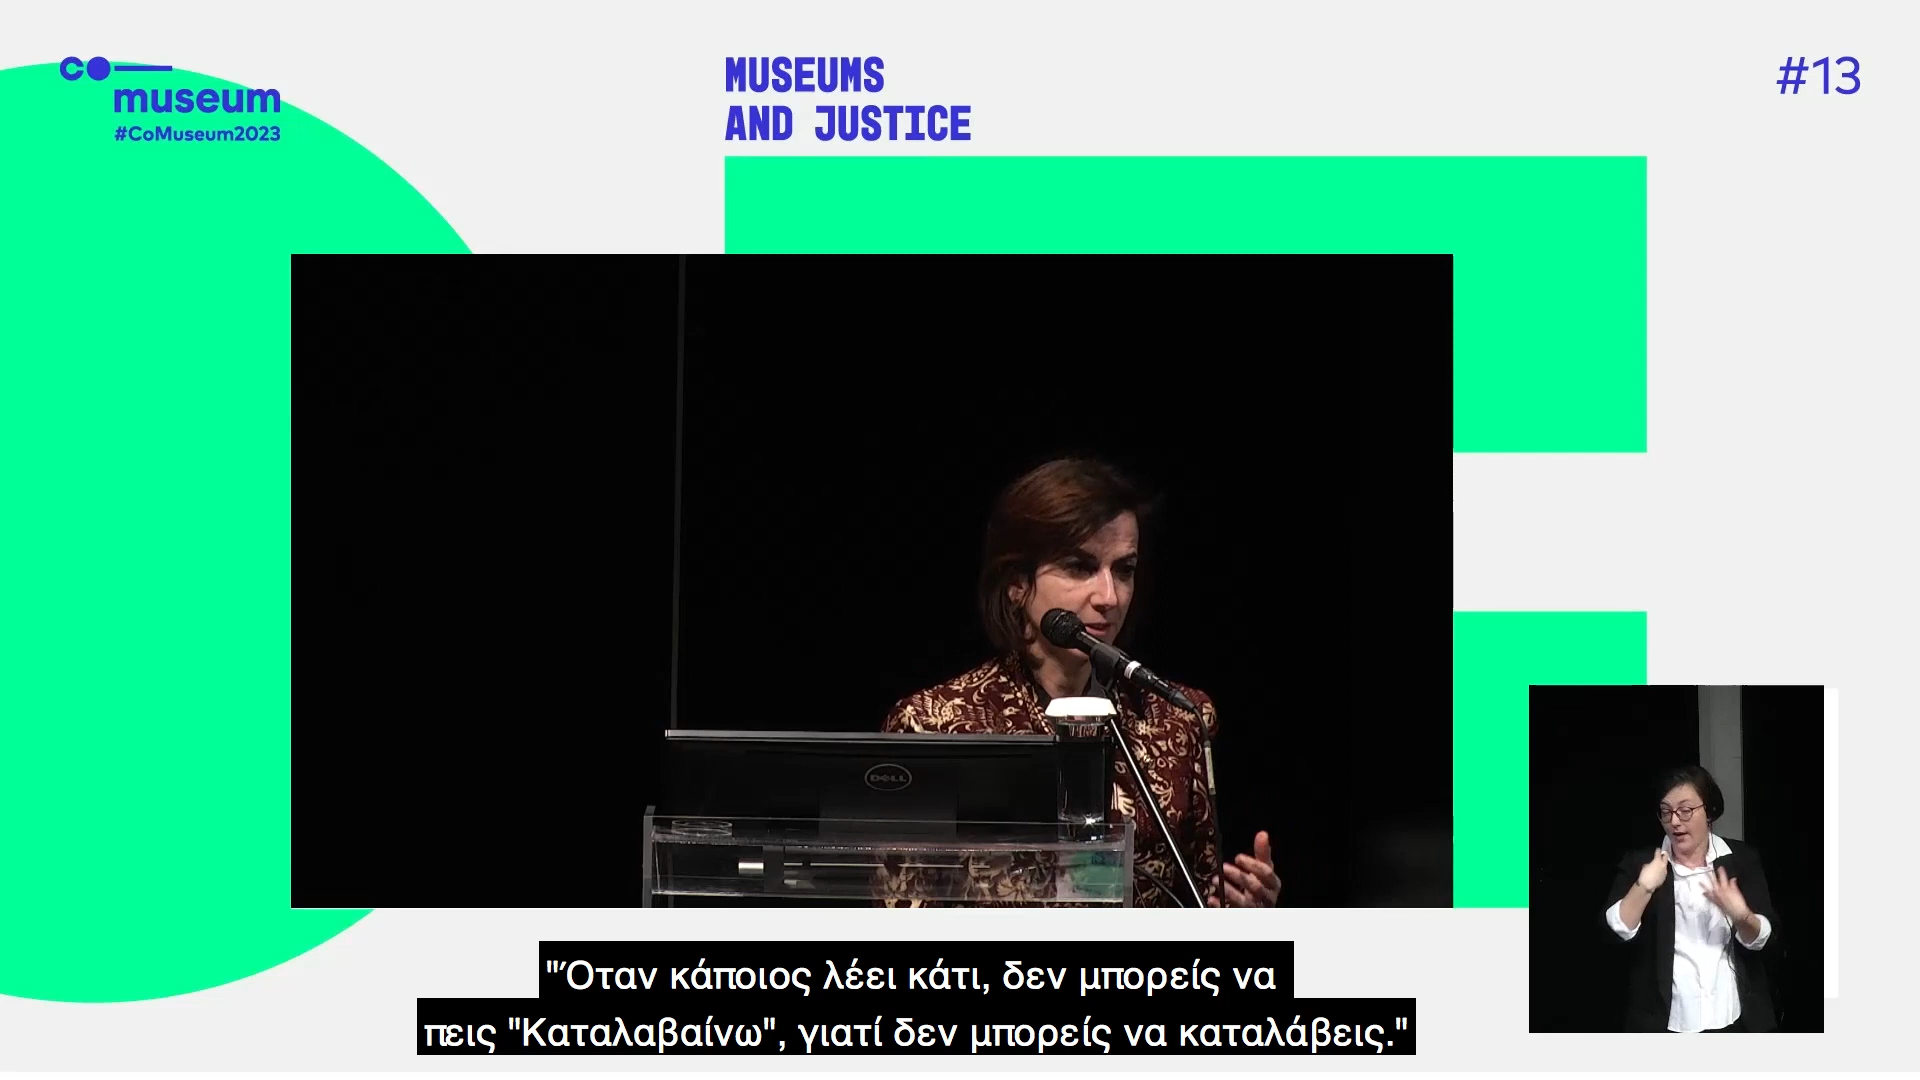 co
museum
#CoMuseum2023
MUSEUMS
AND JUSTICE
#13
DELL
"Όταν κάποιος λέει κάτι, δεν μπορείς να
πεις "Καταλαβαίνω", γιατί δεν μπορείς να καταλάβεις."